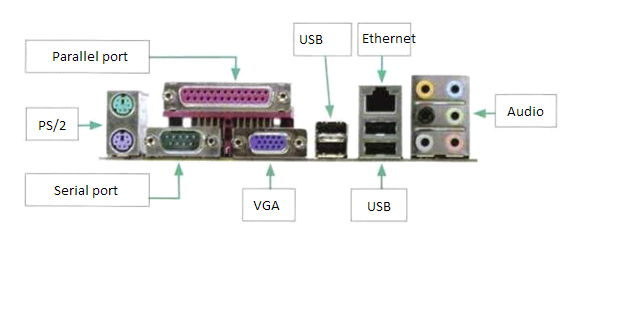 USB
Ethernet
Parallel port
PS/2
Audio
Serial port
VGA
USB